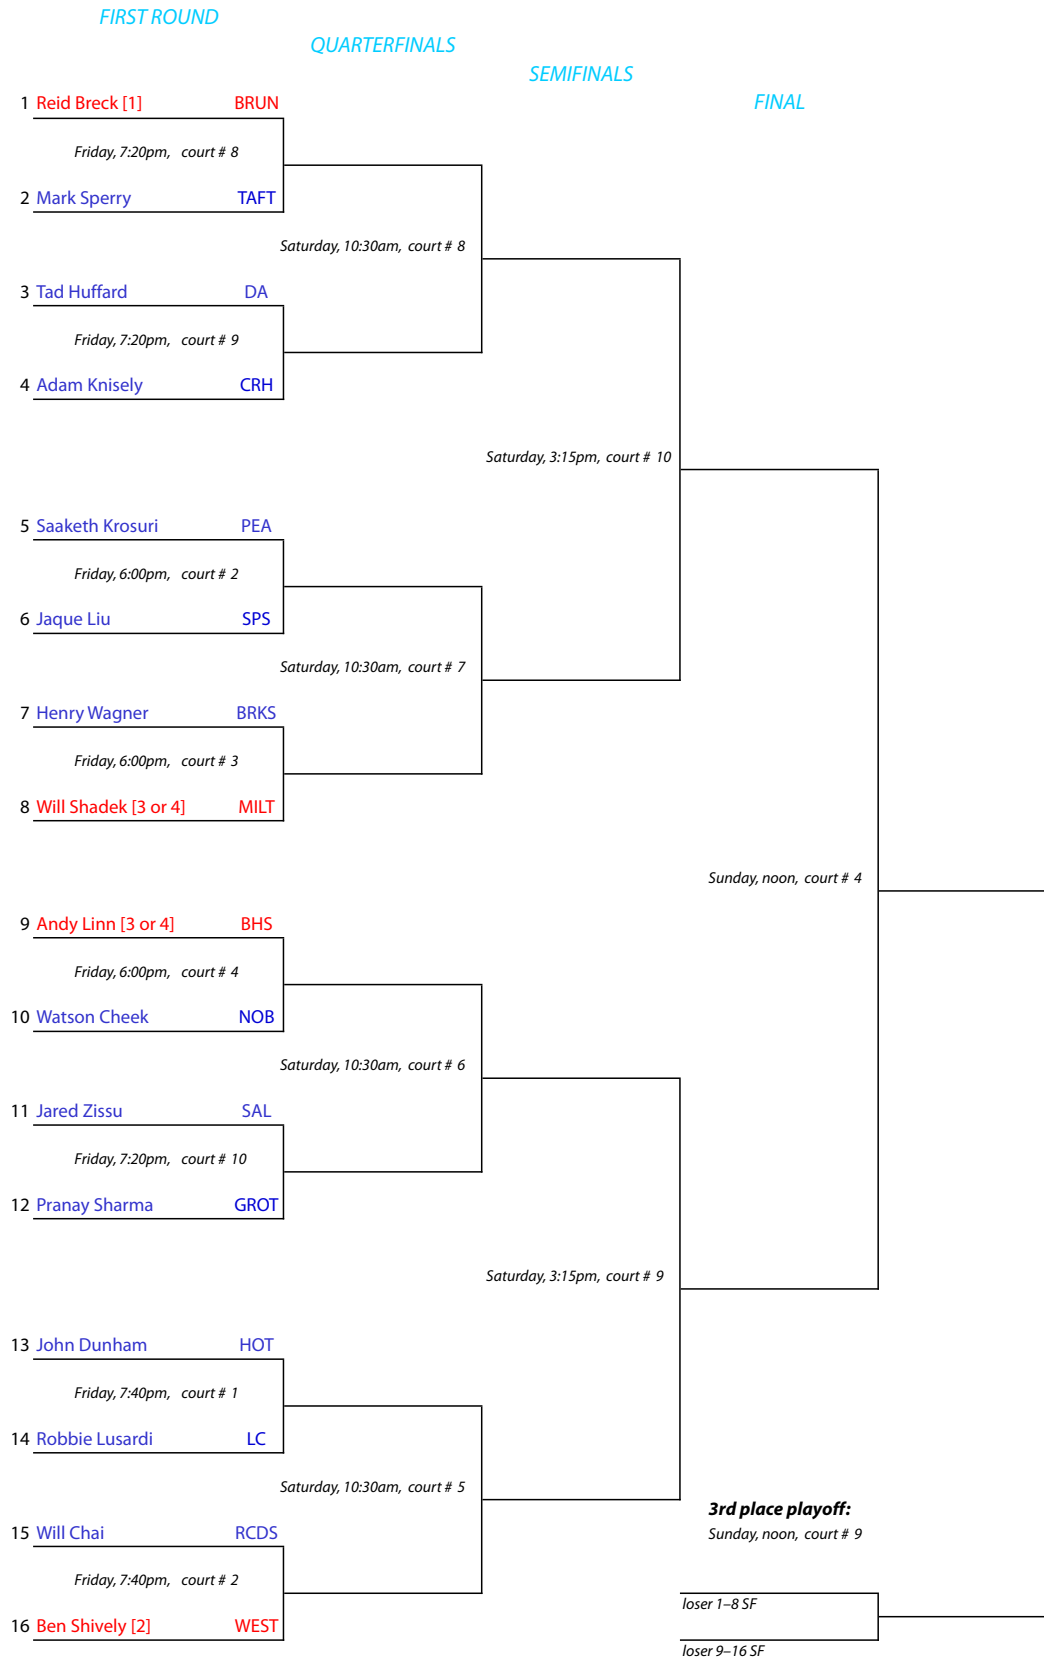 FIRST ROUND
QUARTERFINALS
SEMIFINALS
FINAL
1 Reid Breck [1] BRUN
Friday, 7:20pm, court # 8
2 Mark Sperry TAFT
Saturday, 10:30am, court # 8
3 Tad Huffard DA
Friday, 7:20pm, court # 9
4 Adam Knisely CRH
Saturday, 3:15pm, court # 10
5 Saaketh Krosuri PEA
Friday, 6:00pm, court # 2
6 Jaque Liu SPS
Saturday, 10:30am, court # 7
7 Henry Wagner BRKS
Friday, 6:00pm, court # 3
8 Will Shadek [3 or 4] MILT
Sunday, noon, court # 4
9 Andy Linn [3 or 4] BHS
Friday, 6:00pm, court # 4
10 Watson Cheek NOB
Saturday, 10:30am, court # 6
11 Jared Zissu SAL
Friday, 7:20pm, court # 10
12 Pranay Sharma GROT
Saturday, 3:15pm, court # 9
13 John Dunham HOT
Friday, 7:40pm, court # 1
14 Robbie Lusardi LC
Saturday, 10:30am, court # 5
3rd place playoff:
15 Will Chai RCDS
Sunday, noon, court # 9
Friday, 7:40pm, court # 2
loser 1–8 SF
16 Ben Shively [2] WEST
loser 9–16 SF